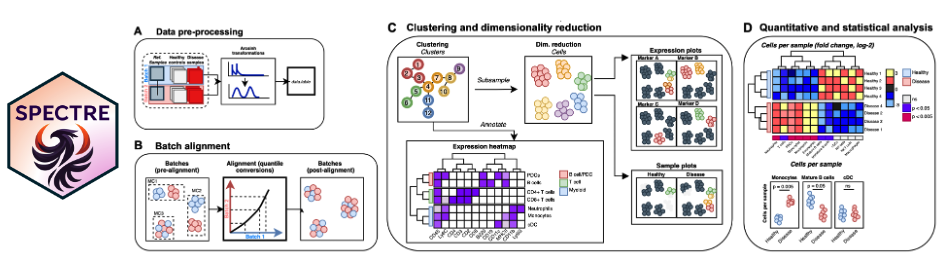 SPECTRE
A Data pre-processing
Ref. Samples
Healthy controls
Disease samples
Arcsinh transformations
data.table
B Batch alignment
Batches
(pre-alignment)
Alignment (quantile
conversions)
Batches
(post-alignment)
MC1
MC2
MC3
Batch 1
C Clustering and dimensionality reduction
Clustering
Clusters
1
2
3
4
5
6
7
8
9
10
11
12
Subsample
Annotate
Dim. reduction
Cells
Expression plots
Marker A
Marker B
Marker C
Marker D
Sample plots
Healthy
Disease
Expression heatmap
PDCs
B cells
CD4+ T cells
CD8+ T cells
Neutrophils
Monocytes
cDC
B cell/PDC
T cell
Myeloid
D Quantitative and statistical analysis
Cells per sample (fold change, log-2)
Healthy 1
Healthy 2
Healthy 3
Healthy 4
Disease 4
Disease 3
Disease 2
Disease 1
Healthy
Disease
ns
p < 0.05
p < 0.005
Cells per sample
Monocytes
Mature B cells
cDC
p = 0.005
p = 0.05
ns
Cells per sample
Healthy
Disease
Healthy
Disease
Healthy
Disease